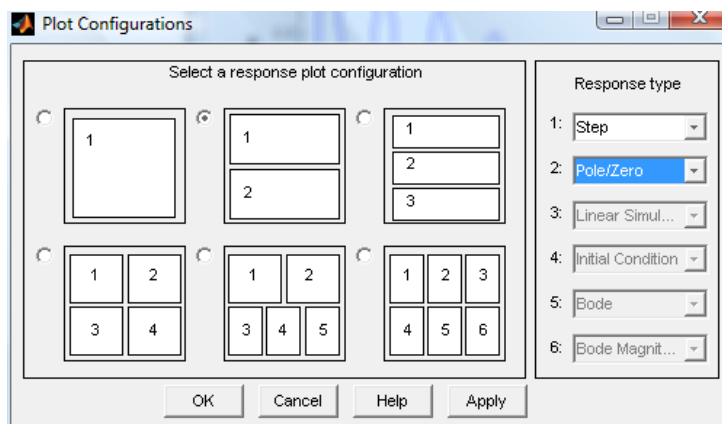 Plot Configurations
Select a response plot configuration
1
1
2
1
2
3
1 2
3 4
1 2
3 4 5
1 2 3
4 5 6
Response type
1: Step
2: Pole/Zero
3: Linear Simul...
4: Initial Condition
5: Bode
6: Bode Magnit...
OK Cancel Help Apply